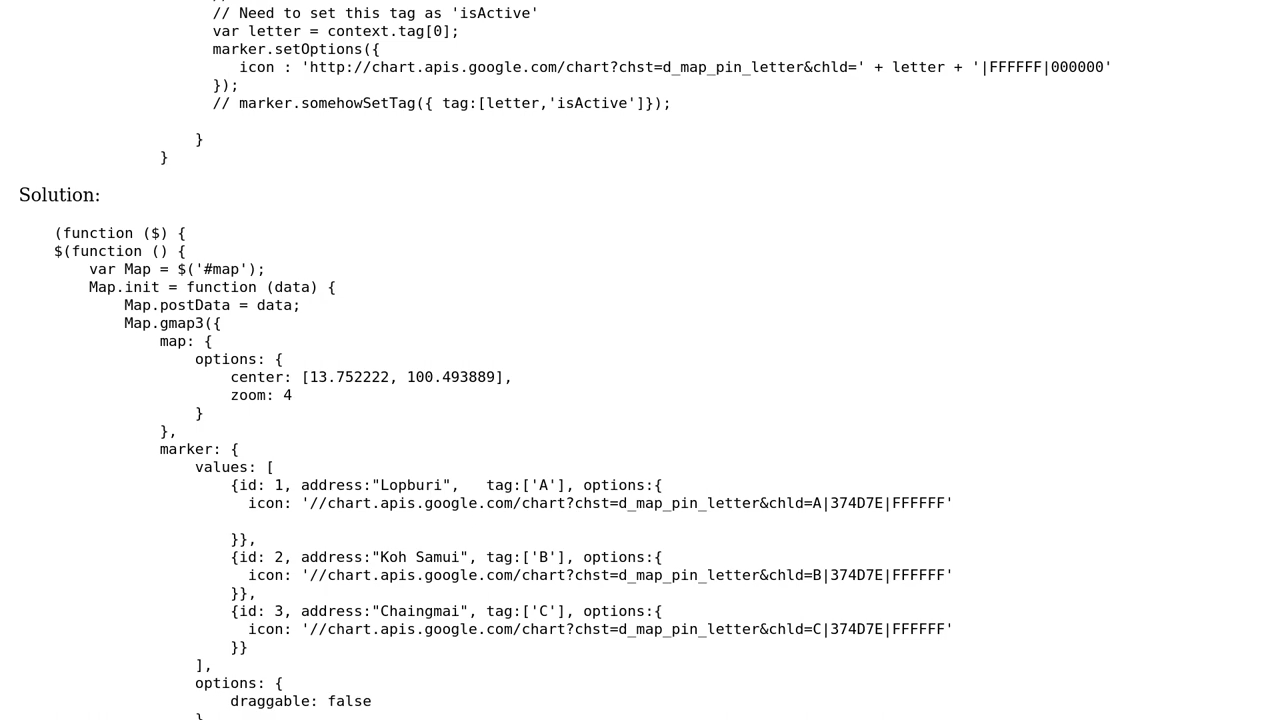 // Need to set this tag as 'isActive'
var letter = context.tag[0];
marker.setOptions({
icon : 'http://chart.apis.google.com/chart?chst=d_map_pin_letter&chld=' + letter + '|FFFFFF|000000'
});
// marker.somehowSetTag({ tag:[letter,'isActive']});
}
}
Solution:
(function ($) {
$(function () {
var Map = $('#map');
Map.init = function (data) {
Map.postData = data;
Map.gmap3({
map: {
options: {
center: [13.752222, 100.493889],
zoom: 4
}
},
marker: {
values: [
{id: 1, address:"Lopburi",   tag:['A'], options:{
icon: '//chart.apis.google.com/chart?chst=d_map_pin_letter&chld=A|374D7E|FFFFFF'
}},
{id: 2, address:"Koh Samui", tag:['B'], options:{
icon: '//chart.apis.google.com/chart?chst=d_map_pin_letter&chld=B|374D7E|FFFFFF'
}},
{id: 3, address:"Chaingmai", tag:['C'], options:{
icon: '//chart.apis.google.com/chart?chst=d_map_pin_letter&chld=C|374D7E|FFFFFF'
}}
],
options: {
draggable: false
}